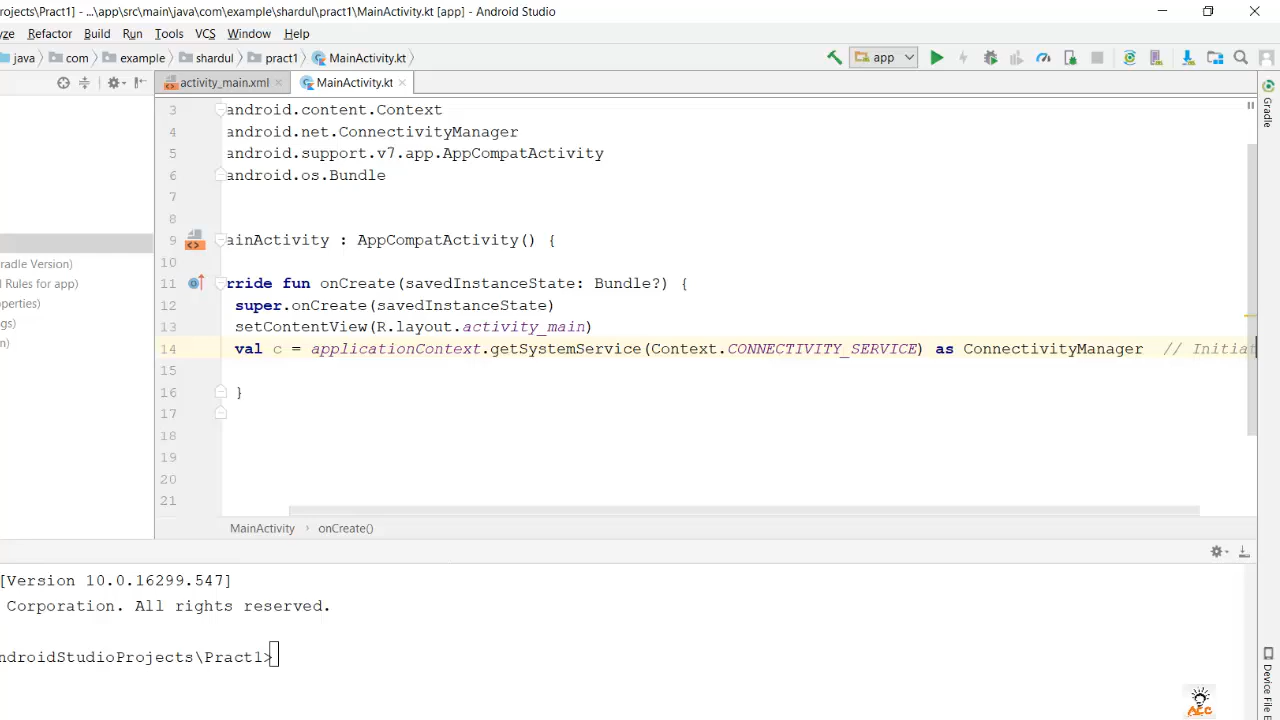 rojects\Pract1] - ...\app\src\main\java\com\example\shardul\pract1\MainActivity.kt [app] - Android Studio
yze Refactor Build Run Tools VCS Window Help
java com example shardul pract1 MainActivity.kt app
activity_main.xml MainActivity.kt
3 android.content.Context
4 android.net.ConnectivityManager
5 android.support.v7.app.AppCompatActivity
6 android.os.Bundle
7
8
9 ainActivity : AppCompatActivity() {
10
11 rride fun onCreate(savedInstanceState: Bundle?) {
12 super.onCreate(savedInstanceState)
13 setContentView(R.layout.activity_main)
14 val c = applicationContext.getSystemService(Context.CONNECTIVITY_SERVICE) as ConnectivityManager // Initiat
15
16 }
17
18
19
20
21
radle Version)
l Rules for app)
operties)
gs)
n)
Gradle
MainActivity › onCreate()
[Version 10.0.16299.547]
Corporation. All rights reserved.
ndroidStudioProjects\Pract1>
Device File E
AEC